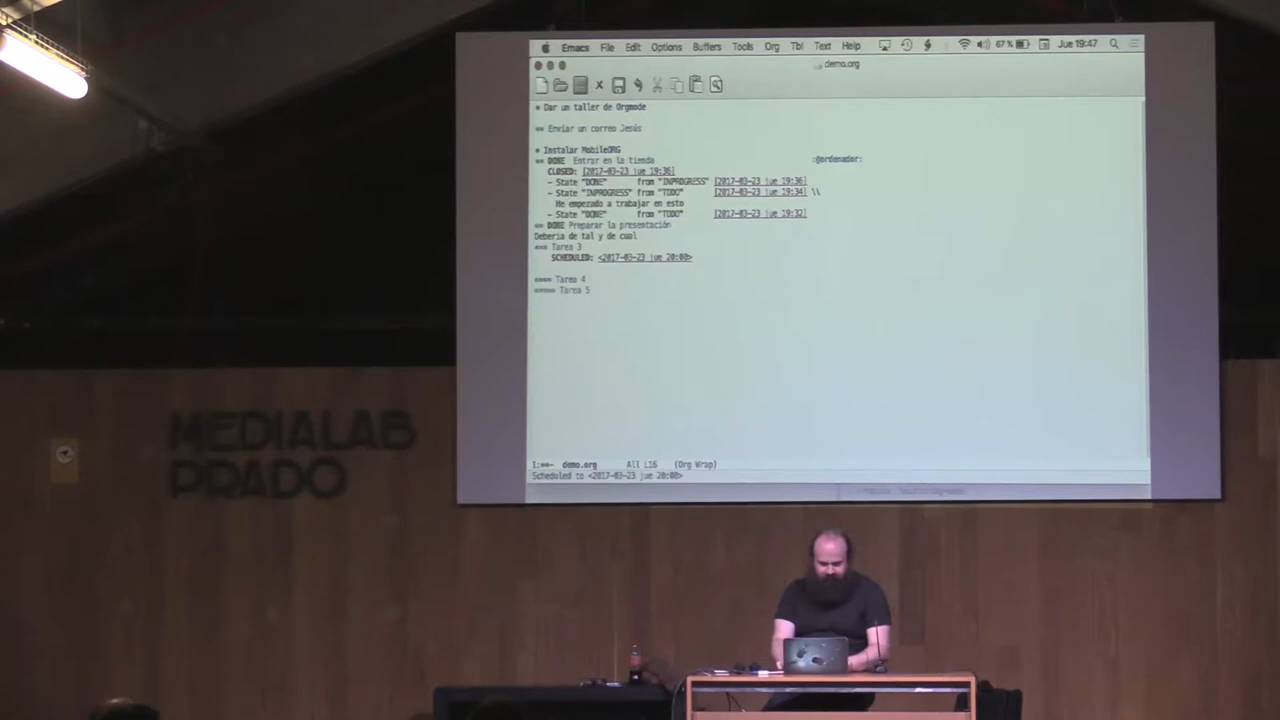 Emacs File Edit Options Buffers Tools Org Tbl Text Help 67% Jue 19:47
demo.org
* Dar un taller de Orgmode
** Enviar un correo Jesús
* Instalar MobileORG
** DONE Entrar en la tienda :@ordenador:
CLOSED: [2017-03-23 jue 19:36]
- State "DONE" from "INPROGRESS" [2017-03-23 jue 19:36]
- State "INPROGRESS" from "TODO" [2017-03-23 jue 19:34] \\
He empezado a trabajar en esto
- State "DONE" from "TODO" [2017-03-23 jue 19:32]
** DONE Preparar la presentación
Debería de tal y de cual
*** Tarea 3
SCHEDULED: <2017-03-23 jue 20:00>
**** Tarea 4
***** Tarea 5
1:**- demo.org All L16 (Org Wrap)
Scheduled to <2017-03-23 jue 20:00>
MEDIALAB
PRADO